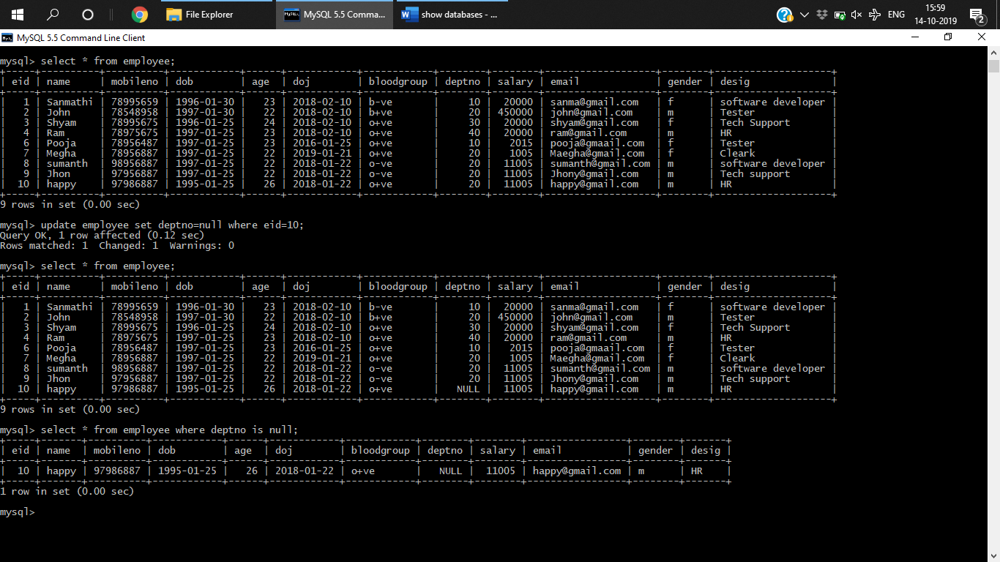 File Explorer
MySQL 5.5 Comma...
show databases - ...
ENG
15:59
14-10-2019
2
MySQL 5.5 Command Line Client
mysql> select * from employee;
+------+----------+----------+------------+------+------------+------------+--------+--------+-------------------+--------+--------------------+
| eid | name | mobileno | dob | age | doj | bloodgroup | deptno | salary | email | gender | desig |
+------+----------+----------+------------+------+------------+------------+--------+--------+-------------------+--------+--------------------+
| 1 | Sanmathi | 78995659 | 1996-01-30 | 23 | 2018-02-10 | b-ve | 10 | 20000 | sanma@gmail.com | f | software developer |
| 2 | John | 78548958 | 1997-01-30 | 22 | 2018-02-10 | b+ve | 20 | 450000 | john@gmail.com | m | Tester |
| 3 | Shyam | 78995675 | 1997-01-25 | 24 | 2018-02-10 | o+ve | 30 | 20000 | shyam@gmail.com | f | Tech Support |
| 4 | Ram | 78975675 | 1997-01-25 | 23 | 2018-02-10 | o+ve | 40 | 20000 | ram@gmail.com | m | HR |
| 6 | Pooja | 78956487 | 1997-01-25 | 23 | 2016-01-25 | o+ve | 10 | 2015 | pooja@gmaail.com | f | Tester |
| 7 | Megha | 78956887 | 1997-01-25 | 22 | 2019-01-21 | o+ve | 20 | 1005 | Maegha@gmail.com | f | Cleark |
| 8 | sumanth | 98956887 | 1997-01-25 | 22 | 2018-01-22 | o-ve | 20 | 11005 | sumanth@gmail.com | m | software developer |
| 9 | Jhon | 97956887 | 1997-01-25 | 22 | 2018-01-22 | o-ve | 20 | 11005 | Jhony@gmail.com | m | Tech support |
| 10 | happy | 97986887 | 1995-01-25 | 26 | 2018-01-22 | o+ve | 20 | 11005 | happy@gmail.com | m | HR |
+------+----------+----------+------------+------+------------+------------+--------+--------+-------------------+--------+--------------------+
9 rows in set (0.00 sec)
mysql> update employee set deptno=null where eid=10;
Query OK, 1 row affected (0.12 sec)
Rows matched: 1 Changed: 1 Warnings: 0
mysql> select * from employee;
+------+----------+----------+------------+------+------------+------------+--------+--------+-------------------+--------+--------------------+
| eid | name | mobileno | dob | age | doj | bloodgroup | deptno | salary | email | gender | desig |
+------+----------+----------+------------+------+------------+------------+--------+--------+-------------------+--------+--------------------+
| 1 | Sanmathi | 78995659 | 1996-01-30 | 23 | 2018-02-10 | b-ve | 10 | 20000 | sanma@gmail.com | f | software developer |
| 2 | John | 78548958 | 1997-01-30 | 22 | 2018-02-10 | b+ve | 20 | 450000 | john@gmail.com | m | Tester |
| 3 | Shyam | 78995675 | 1997-01-25 | 24 | 2018-02-10 | o+ve | 30 | 20000 | shyam@gmail.com | f | Tech Support |
| 4 | Ram | 78975675 | 1997-01-25 | 23 | 2018-02-10 | o+ve | 40 | 20000 | ram@gmail.com | m | HR |
| 6 | Pooja | 78956487 | 1997-01-25 | 23 | 2016-01-25 | o+ve | 10 | 2015 | pooja@gmaail.com | f | Tester |
| 7 | Megha | 78956887 | 1997-01-25 | 22 | 2019-01-21 | o+ve | 20 | 1005 | Maegha@gmail.com | f | Cleark |
| 8 | sumanth | 98956887 | 1997-01-25 | 22 | 2018-01-22 | o-ve | 20 | 11005 | sumanth@gmail.com | m | software developer |
| 9 | Jhon | 97956887 | 1997-01-25 | 22 | 2018-01-22 | o-ve | 20 | 11005 | Jhony@gmail.com | m | Tech support |
| 10 | happy | 97986887 | 1995-01-25 | 26 | 2018-01-22 | o+ve | NULL | 11005 | happy@gmail.com | m | HR |
+------+----------+----------+------------+------+------------+------------+--------+--------+-------------------+--------+--------------------+
9 rows in set (0.00 sec)
mysql> select * from employee where deptno is null;
+------+-------+----------+------------+------+------------+------------+--------+--------+-----------------+--------+-------+
| eid | name | mobileno | dob | age | doj | bloodgroup | deptno | salary | email | gender | desig |
+------+-------+----------+------------+------+------------+------------+--------+--------+-----------------+--------+-------+
| 10 | happy | 97986887 | 1995-01-25 | 26 | 2018-01-22 | o+ve | NULL | 11005 | happy@gmail.com | m | HR |
+------+-------+----------+------------+------+------------+------------+--------+--------+-----------------+--------+-------+
1 row in set (0.00 sec)
mysql>